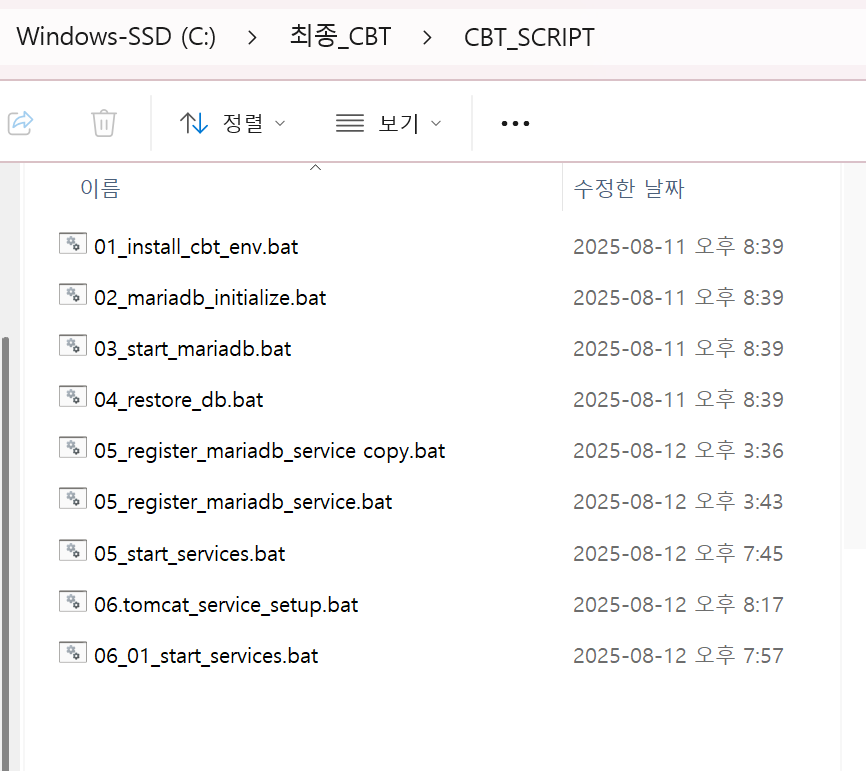 Windows-SSD (C:) > 최종_CBT > CBT_SCRIPT
정렬 보기
이름 수정한 날짜
01_install_cbt_env.bat 2025-08-11 오후 8:39
02_mariadb_initialize.bat 2025-08-11 오후 8:39
03_start_mariadb.bat 2025-08-11 오후 8:39
04_restore_db.bat 2025-08-11 오후 8:39
05_register_mariadb_service copy.bat 2025-08-12 오후 3:36
05_register_mariadb_service.bat 2025-08-12 오후 3:43
05_start_services.bat 2025-08-12 오후 7:45
06.tomcat_service_setup.bat 2025-08-12 오후 8:17
06_01_start_services.bat 2025-08-12 오후 7:57